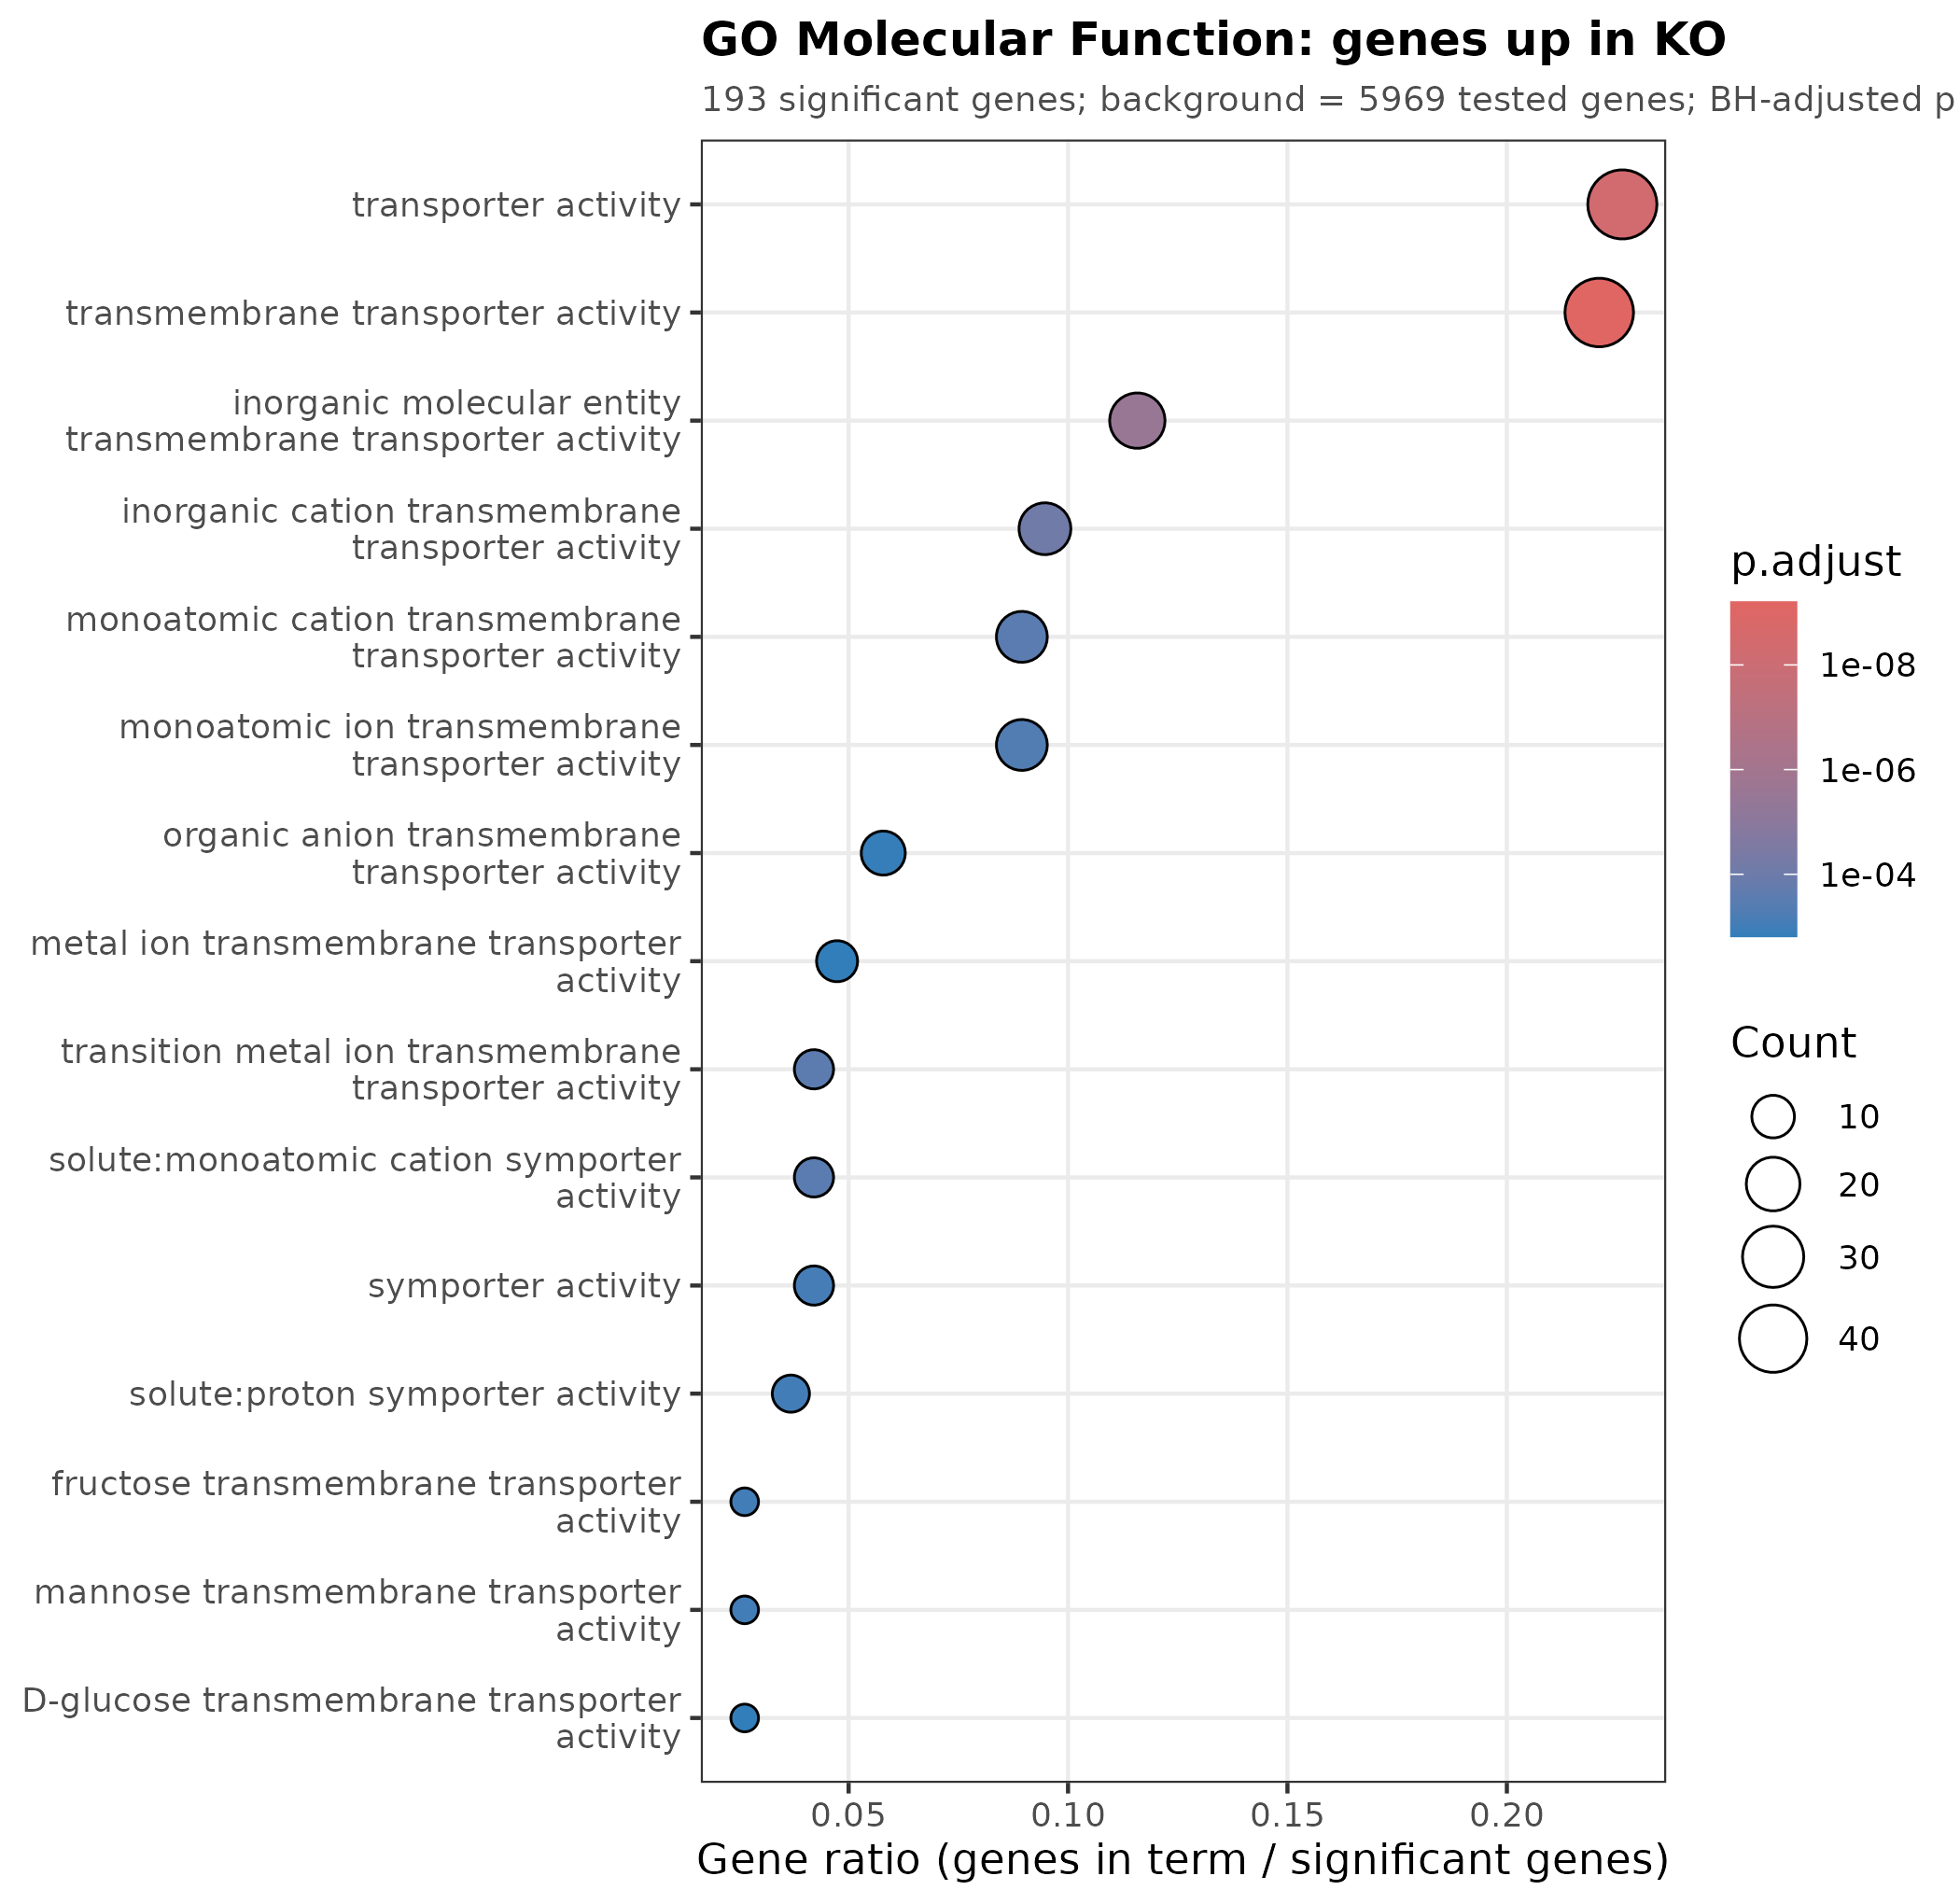 GO Molecular Function: genes up in KO
193 significant genes; background = 5969 tested genes; BH-adjusted p
transporter activity
transmembrane transporter activity
inorganic molecular entity
transmembrane transporter activity
inorganic cation transmembrane
transporter activity
monoatomic cation transmembrane
transporter activity
monoatomic ion transmembrane
transporter activity
organic anion transmembrane
transporter activity
metal ion transmembrane transporter
activity
transition metal ion transmembrane
transporter activity
solute:monoatomic cation symporter
activity
symporter activity
solute:proton symporter activity
fructose transmembrane transporter
activity
mannose transmembrane transporter
activity
D-glucose transmembrane transporter
activity
0.05
0.10
0.15
0.20
Gene ratio (genes in term / significant genes)
p.adjust
1e-08
1e-06
1e-04
Count
10
20
30
40